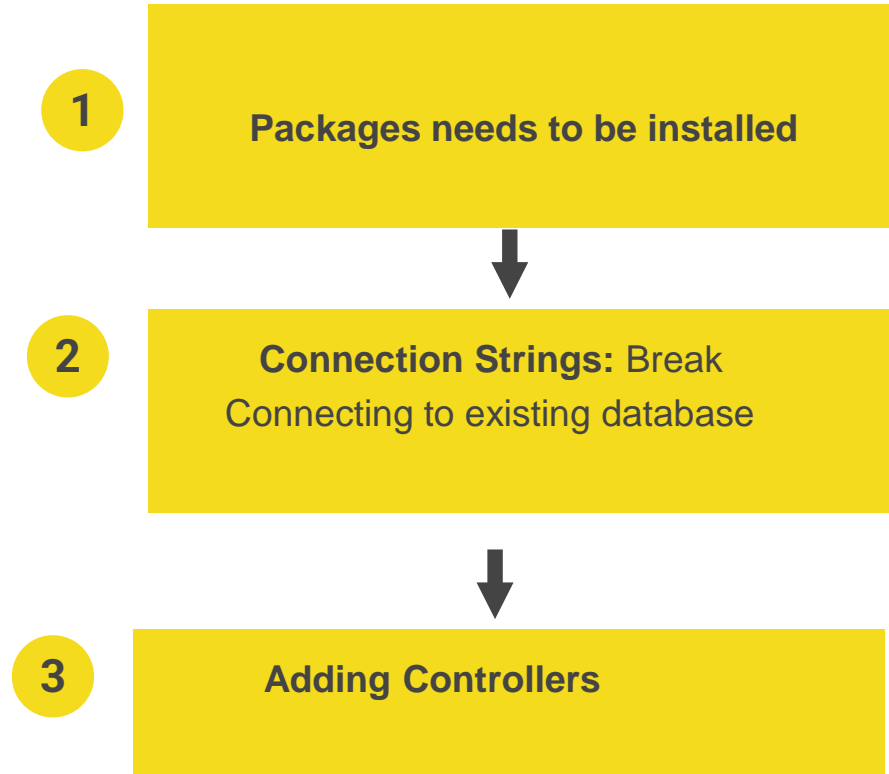 1
Packages needs to be installed
2
Connection Strings: Break
Connecting to existing database
3
Adding Controllers